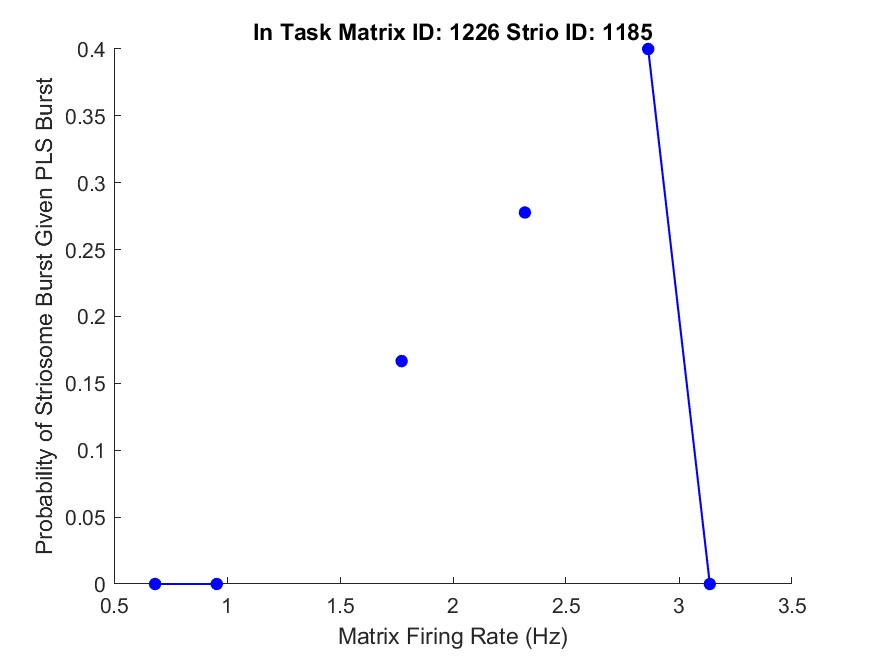 In Task Matrix ID: 1226 Strio ID: 1185
Probability of Striosome Burst Given PLS Burst
0.4
0.35
0.3
0.25
0.2
0.15
0.1
0.05
0
0.5 1 1.5 2 2.5 3 3.5
Matrix Firing Rate (Hz)